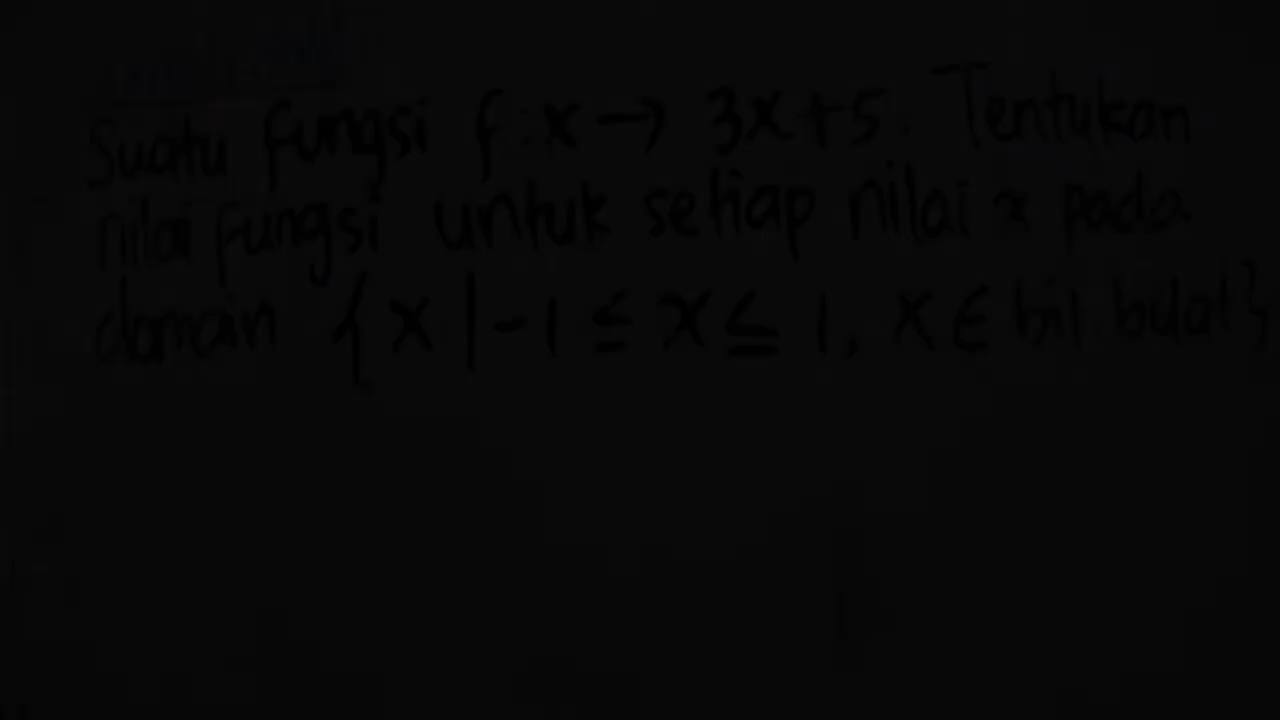 Suatu fungsi f : x → 3x + 5. Tentukan
nilai fungsi untuk setiap nilai x pada
domain { x | -1 ≤ x ≤ 1, x ∈ bil. bulat }